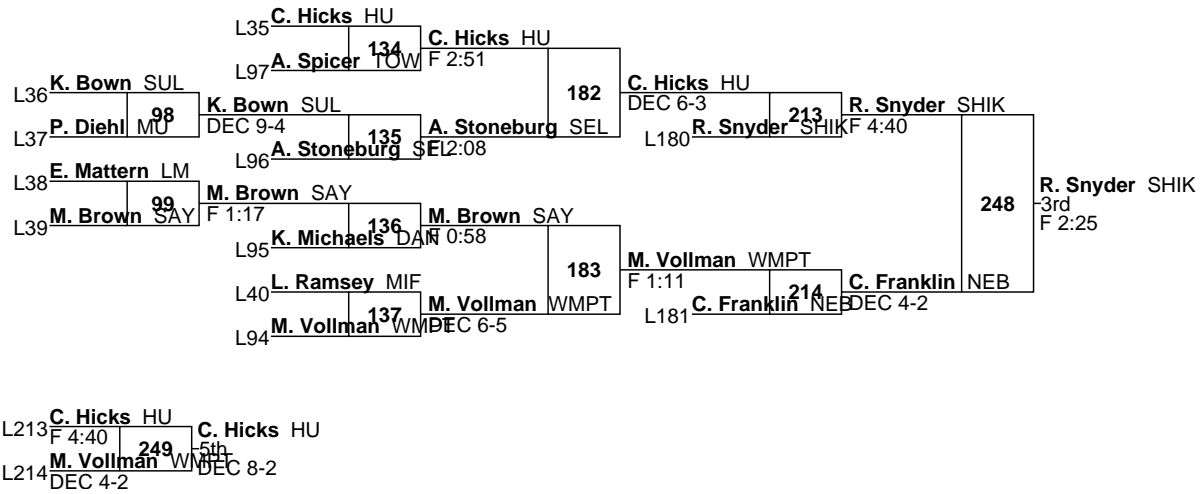 C. Hicks HU
L35
134
C. Hicks HU
F 2:51
A. Spicer TOW
L97
K. Bown SUL
L36
98
K. Bown SUL
DEC 9-4
P. Diehl MU
L37
135
A. Stoneburg SEL
F 2:08
A. Stoneburg SEL
L96
182
C. Hicks HU
DEC 6-3
213
R. Snyder SHIK
F 4:40
R. Snyder SHIK
L180
E. Mattern LM
L38
99
M. Brown SAY
F 1:17
M. Brown SAY
L39
136
M. Brown SAY
F 0:58
K. Michaels DAN
L95
183
M. Vollman WMPT
F 1:11
L. Ramsey MIF
L40
137
M. Vollman WMPT
DEC 6-5
M. Vollman WMPT
L94
214
C. Franklin NEB
DEC 4-2
C. Franklin NEB
L181
248
R. Snyder SHIK
3rd
F 2:25
C. Hicks HU
L213
F 4:40
249
C. Hicks HU
5th
DEC 8-2
M. Vollman WMPT
L214
DEC 4-2